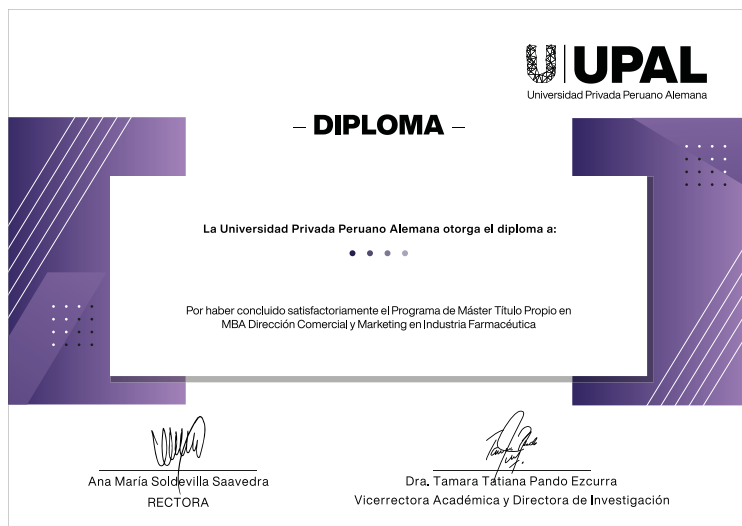 UPAL
Universidad Privada Peruano Alemana
– DIPLOMA –
La Universidad Privada Peruano Alemana otorga el diploma a:
Por haber concluido satisfactoriamente el Programa de Máster Título Propio en
MBA Dirección Comercial y Marketing en Industria Farmacéutica
Ana María Soldevilla Saavedra
RECTORA
Dra. Tamara Tatiana Pando Ezcurra
Vicerrectora Académica y Directora de Investigación